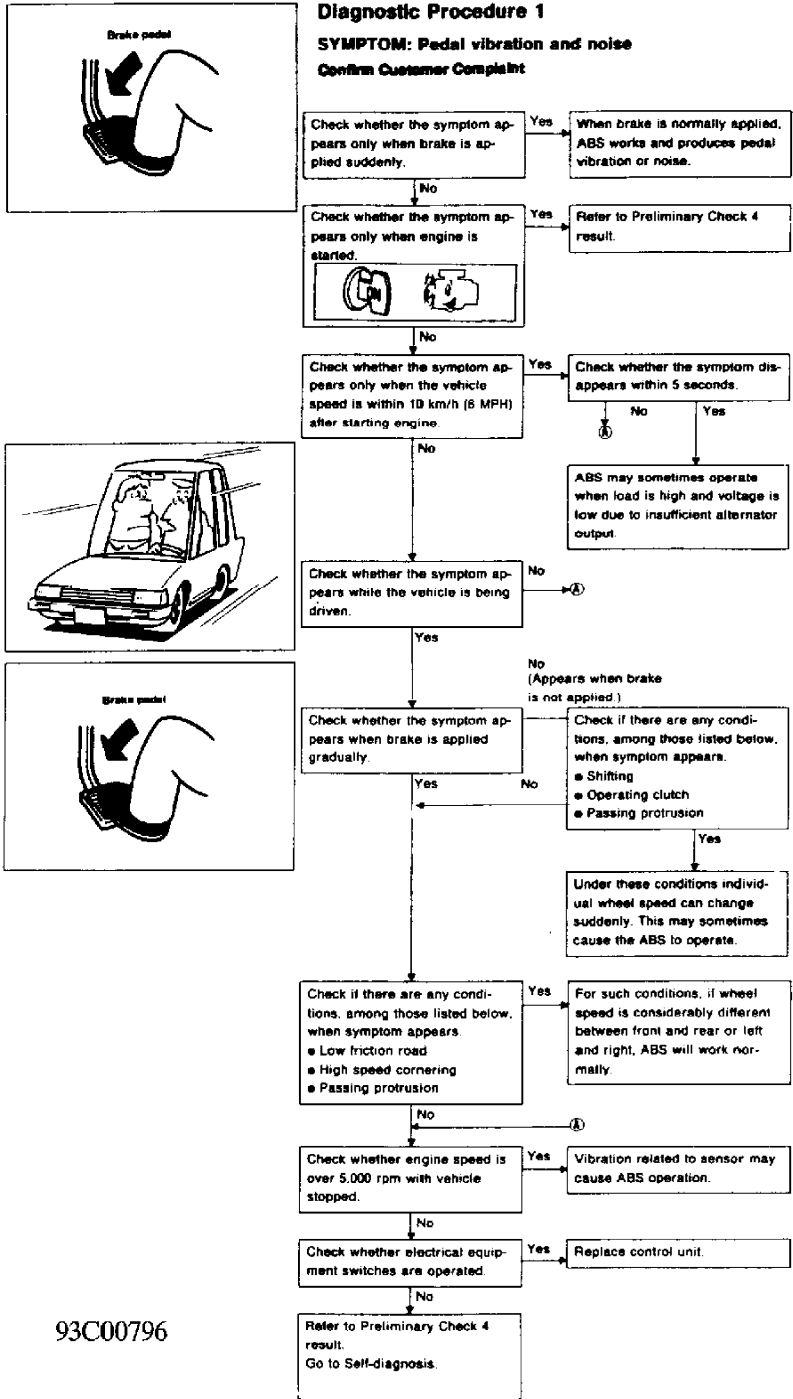 Diagnostic Procedure 1
SYMPTOM: Pedal vibration and noise
Confirm Customer Complaint
Brake pedal
Check whether the symptom ap-
pears only when brake is ap-
plied suddenly.
Yes
When brake is normally applied,
ABS works and produces pedal
vibration or noise.
No
Check whether the symptom ap-
pears only when engine is
started.
Yes
Refer to Preliminary Check 4
result.
ON
No
Check whether the symptom ap-
pears only when the vehicle
speed is within 10 km/h (6 MPH)
after starting engine.
Yes
Check whether the symptom dis-
appears within 5 seconds.
No
Yes
A
ABS may sometimes operate
when load is high and voltage is
low due to insufficient alternator
output.
No
Check whether the symptom ap-
pears while the vehicle is being
driven.
No
A
Yes
No
(Appears when brake
is not applied.)
Brake pedal
Check whether the symptom ap-
pears when brake is applied
gradually.
Check if there are any condi-
tions, among those listed below,
when symptom appears.
● Shifting
● Operating clutch
● Passing protrusion
Yes
No
Yes
Under these conditions individ-
ual wheel speed can change
suddenly. This may sometimes
cause the ABS to operate.
Check if there are any condi-
tions, among those listed below,
when symptom appears.
● Low friction road
● High speed cornering
● Passing protrusion
Yes
For such conditions, if wheel
speed is considerably different
between front and rear or left
and right, ABS will work nor-
mally.
No
A
Check whether engine speed is
over 5,000 rpm with vehicle
stopped.
Yes
Vibration related to sensor may
cause ABS operation.
No
Check whether electrical equip-
ment switches are operated.
Yes
Replace control unit.
No
Refer to Preliminary Check 4
result.
Go to Self-diagnosis.
93C00796